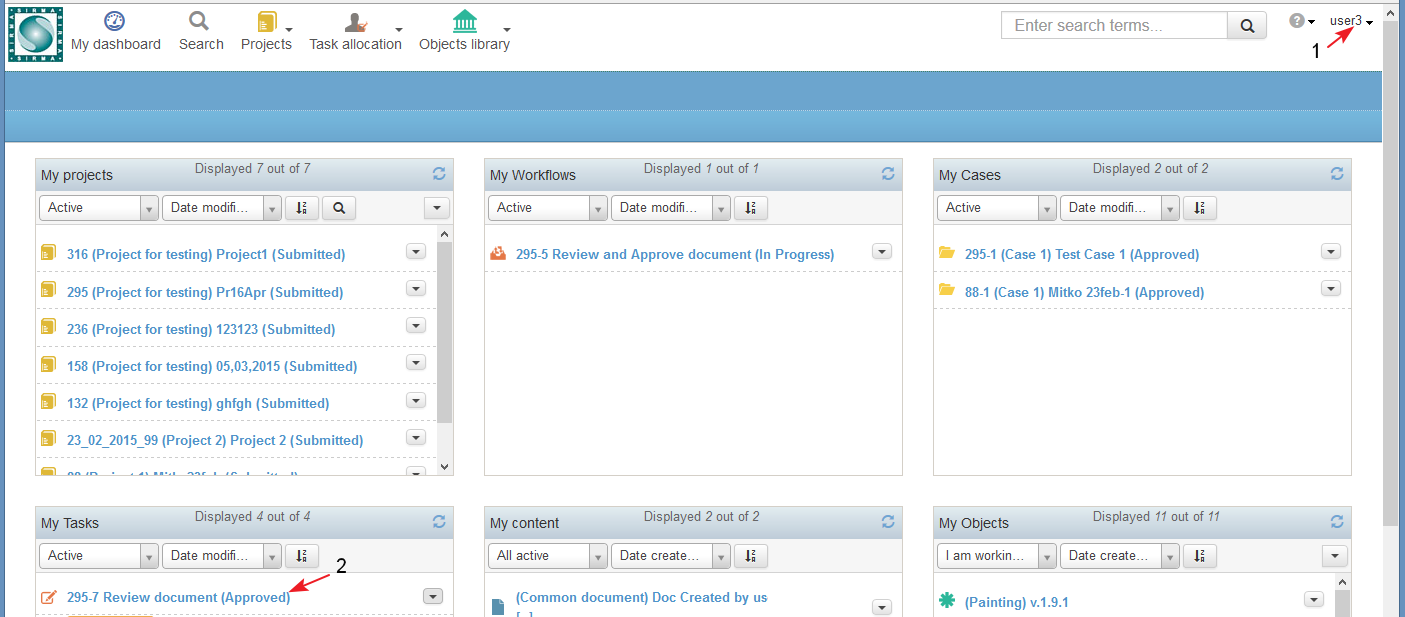 SIRMA SIRMA SIRMA SIRMA
My dashboard Search Projects Task allocation Objects library Enter search terms... ? user3
1
My projects Displayed 7 out of 7
Active Date modifi...
316 (Project for testing) Project1 (Submitted)
295 (Project for testing) Pr16Apr (Submitted)
236 (Project for testing) 123123 (Submitted)
158 (Project for testing) 05,03,2015 (Submitted)
132 (Project for testing) ghfgh (Submitted)
23_02_2015_99 (Project 2) Project 2 (Submitted)
My Workflows Displayed 1 out of 1
Active Date modifi...
295-5 Review and Approve document (In Progress)
My Cases Displayed 2 out of 2
Active Date modifi...
295-1 (Case 1) Test Case 1 (Approved)
88-1 (Case 1) Mitko 23feb-1 (Approved)
My Tasks Displayed 4 out of 4
Active Date modifi...
2
295-7 Review document (Approved)
My content Displayed 2 out of 2
All active Date create...
(Common document) Doc Created by us
My Objects Displayed 11 out of 11
I am workin... Date create...
(Painting) v.1.9.1